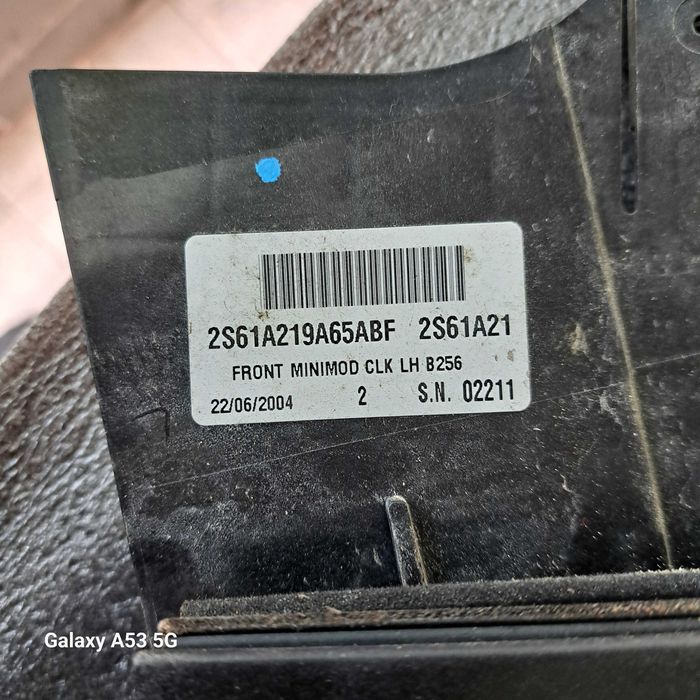 2S61A219A65ABF 2S61A21
FRONT MINIMOD CLK LH B256
22/06/2004 2 S.N. 02211
Galaxy A53 5G